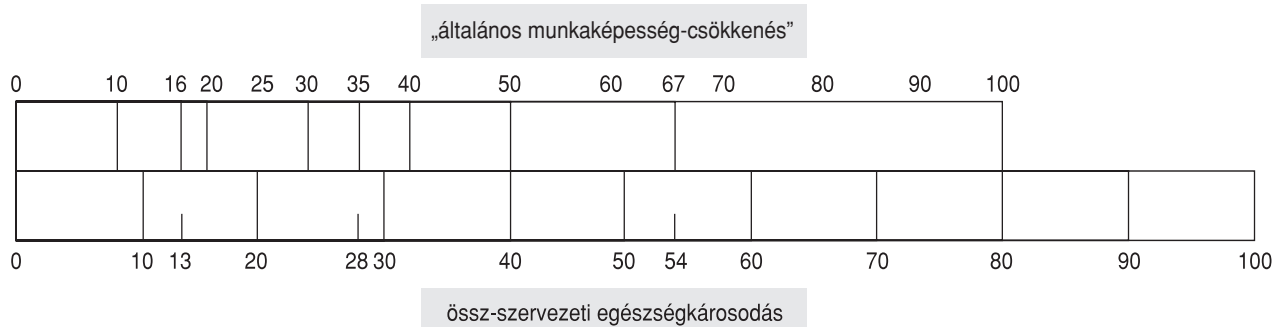 „általános munkaképesség-csökkenés”
0 10 16 20 25 30 35 40 50 60 67 70 80 90 100
0 10 13 20 28 30 40 50 54 60 70 80 90 100
össz-szervezeti egészségkárosodás